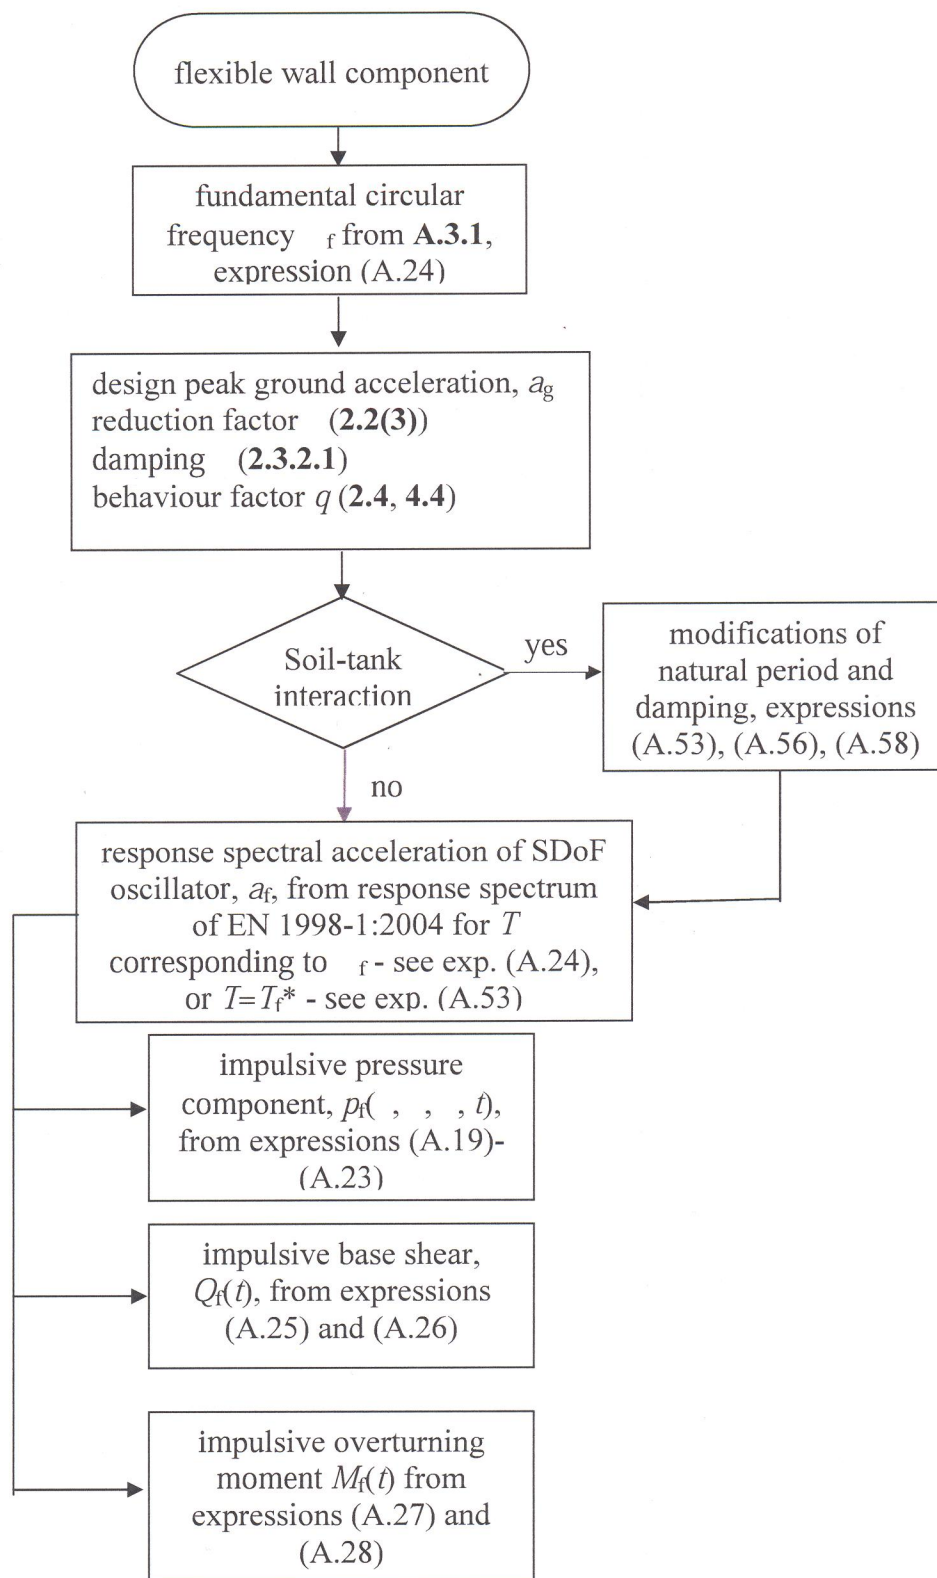 flexible wall component
fundamental circular
frequency f from A.3.1,
expression (A.24)
design peak ground acceleration, ag
reduction factor (2.2(3))
damping (2.3.2.1)
behaviour factor q (2.4, 4.4)
Soil-tank
interaction
yes
modifications of
natural period and
damping, expressions
(A.53), (A.56), (A.58)
no
response spectral acceleration of SDoF
oscillator, af, from response spectrum
of EN 1998-1:2004 for T
corresponding to f - see exp. (A.24),
or T=Tf* - see exp. (A.53)
impulsive pressure
component, pf( , , , t),
from expressions (A.19)-
(A.23)
impulsive base shear,
Qf(t), from expressions
(A.25) and (A.26)
impulsive overturning
moment Mf(t) from
expressions (A.27) and
(A.28)